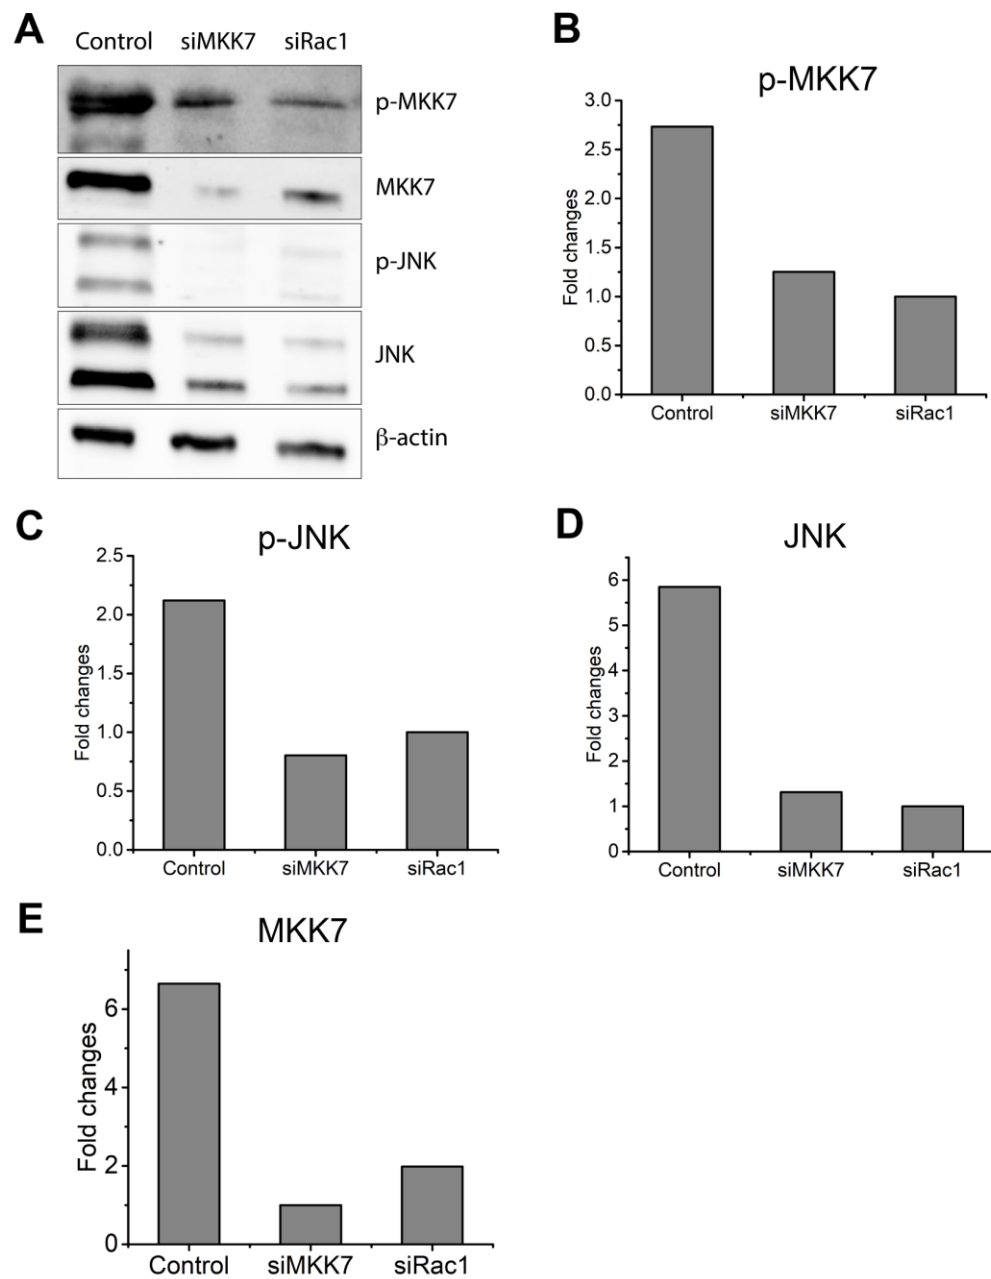 A
Control siMKK7 siRac1
p-MKK7
MKK7
p-JNK
JNK
β-actin
B
p-MKK7
Fold changes
3.0
2.5
2.0
1.5
1.0
0.5
0.0
Control siMKK7 siRac1
C
p-JNK
Fold changes
2.5
2.0
1.5
1.0
0.5
0.0
Control siMKK7 siRac1
D
JNK
Fold changes
6
5
4
3
2
1
0
Control siMKK7 siRac1
E
MKK7
Fold changes
6
4
2
0
Control siMKK7 siRac1